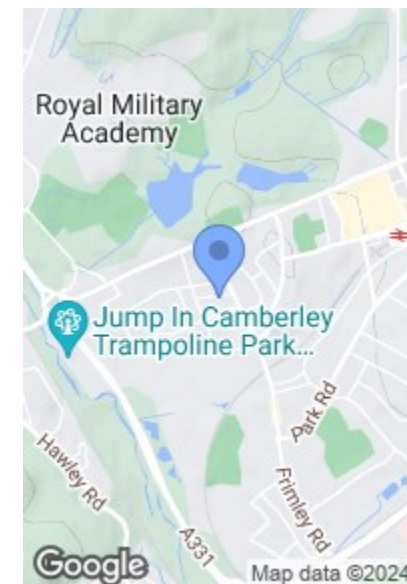 Royal Military
Academy
Jump In Camberley
Trampoline Park...
Park Rd
Hawley Rd
Frimley Rd
A331
Google
Map data ©2024